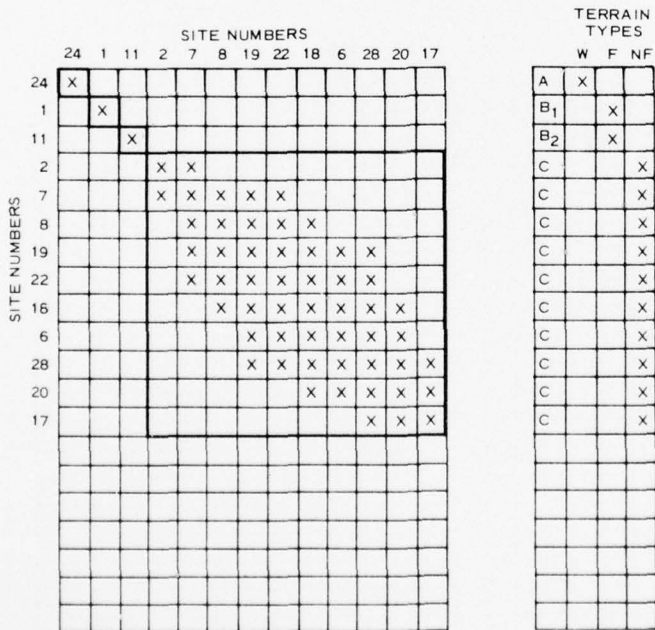 TERRAIN
TYPES
SITE NUMBERS
24 1 11 2 7 8 19 22 18 6 28 20 17 W F NF
SITE NUMBERS
24 X A X
1 X B1 X
11 X B2 X
2 X X C X
7 X X X X X C X
8 X X X X X C X
19 X X X X X X X C X
22 X X X X X X X C X
16 X X X X X X X C X
6 X X X X X X C X
28 X X X X X X X C X
20 X X X X X C X
17 X X X C X